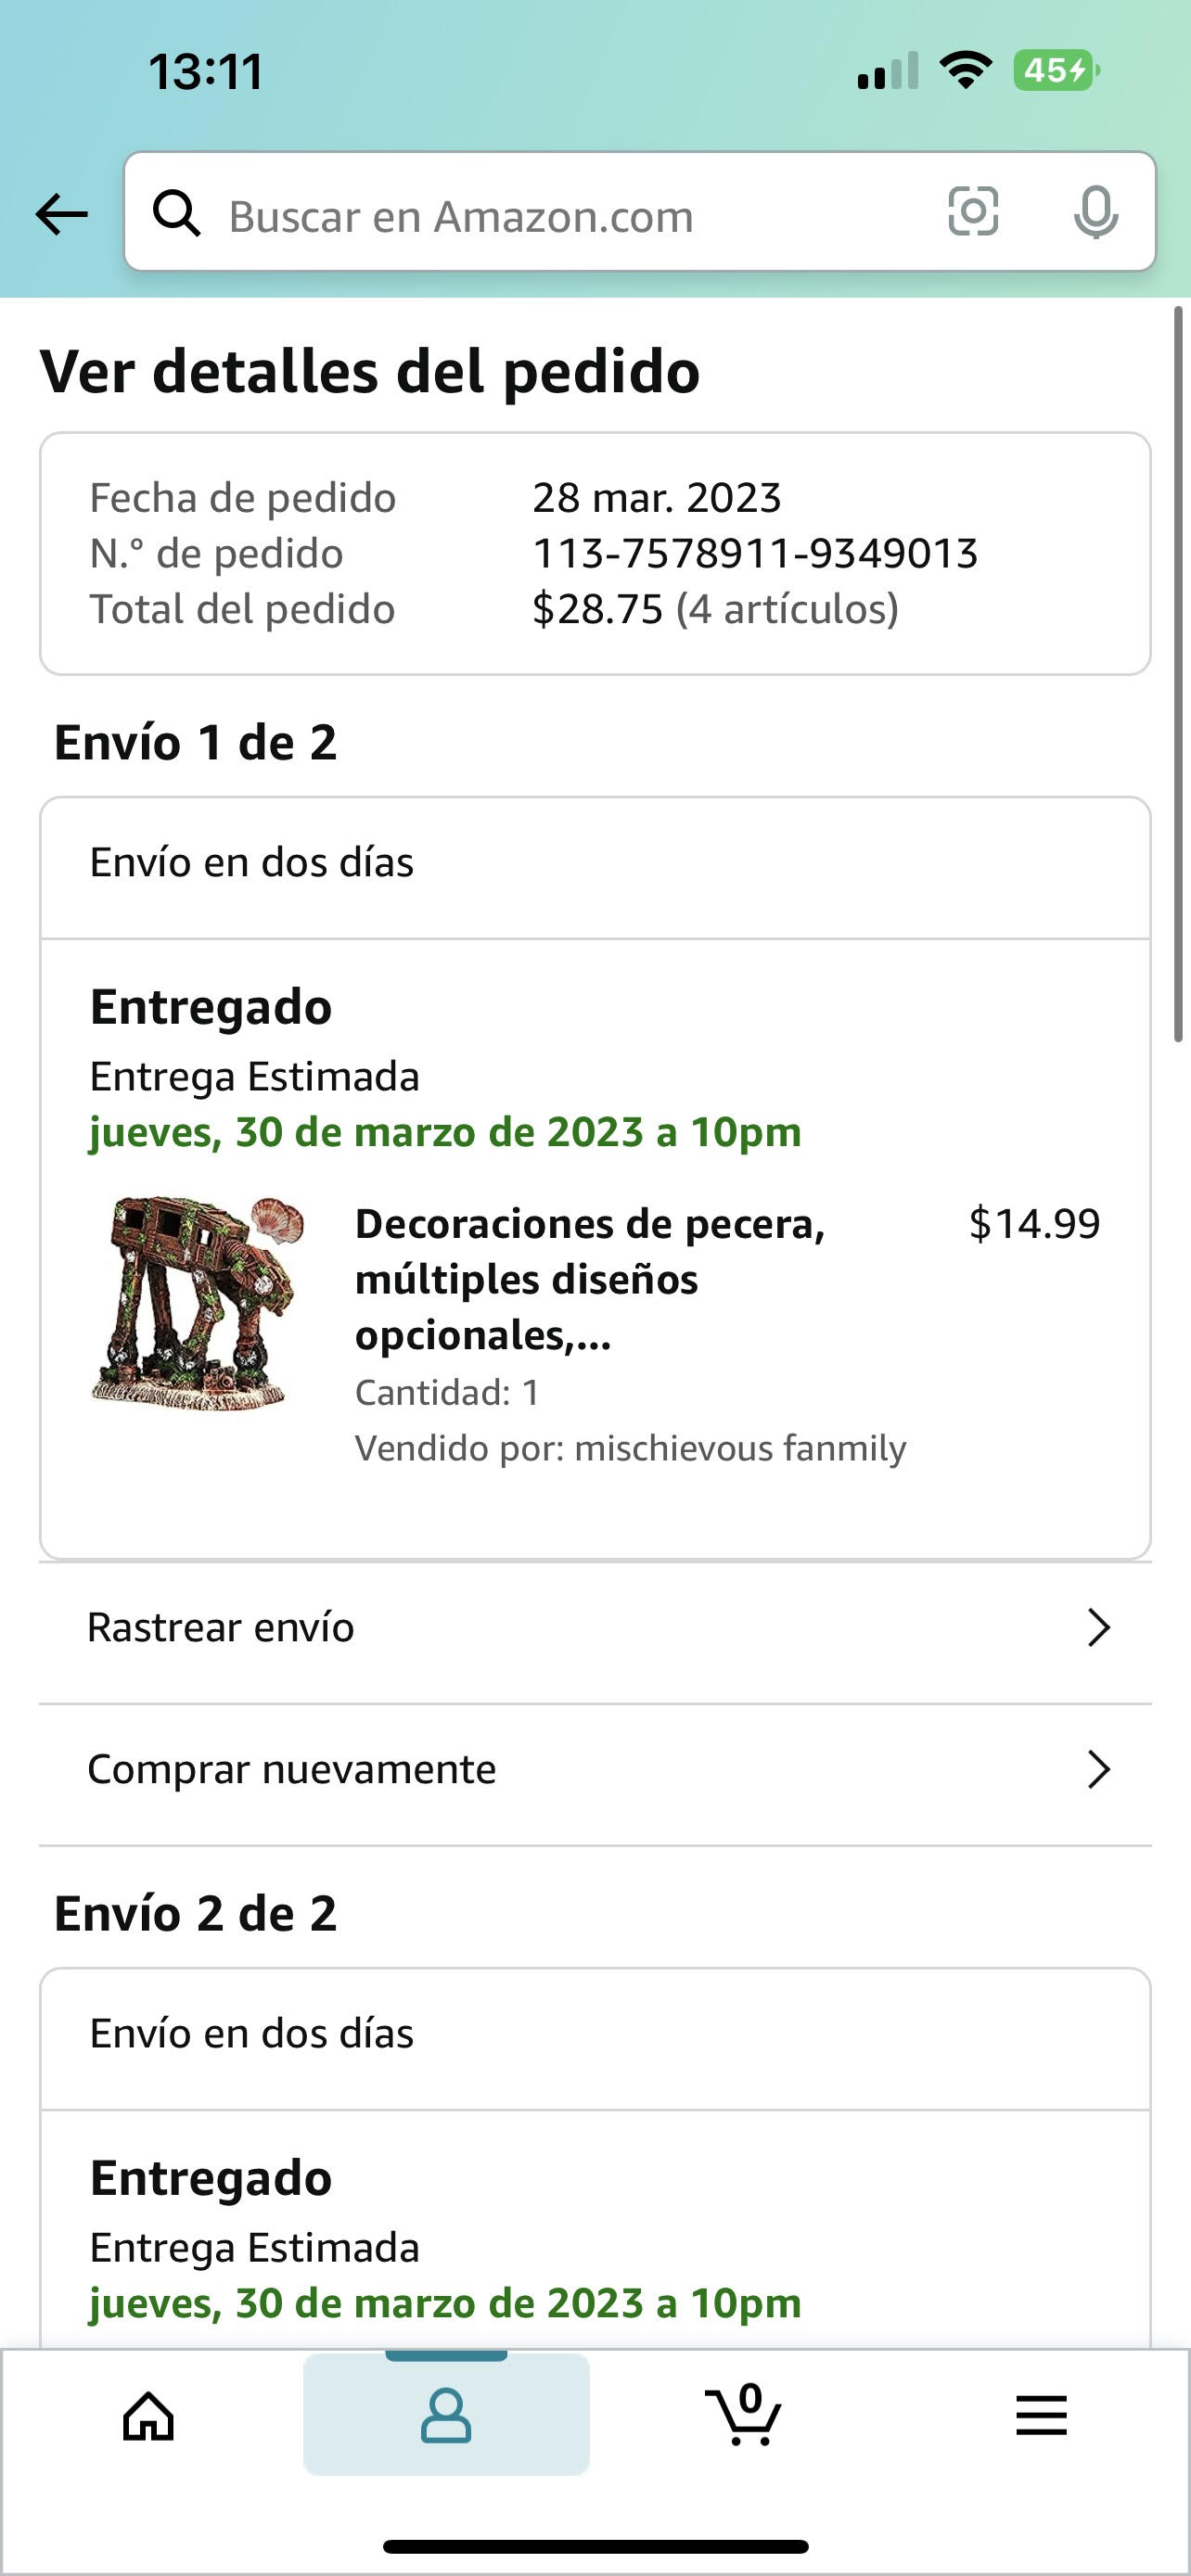 13:11
45
Buscar en Amazon.com
Ver detalles del pedido
Fecha de pedido 28 mar. 2023
N.° de pedido 113-7578911-9349013
Total del pedido $28.75 (4 artículos)
Envío 1 de 2
Envío en dos días
Entregado
Entrega Estimada
jueves, 30 de marzo de 2023 a 10pm
Decoraciones de pecera, $14.99
múltiples diseños
opcionales,...
Cantidad: 1
Vendido por: mischievous fanmily
Rastrear envío
Comprar nuevamente
Envío 2 de 2
Envío en dos días
Entregado
Entrega Estimada
jueves, 30 de marzo de 2023 a 10pm
0